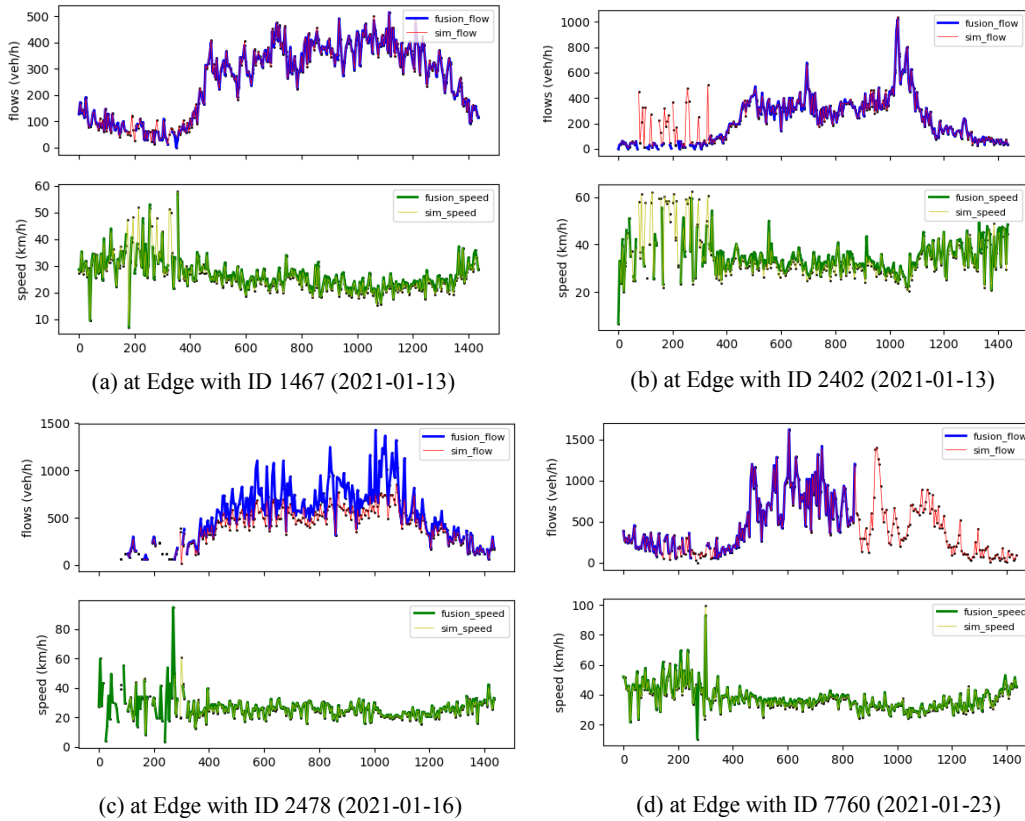 500
400
300
200
100
0
flows (veh/h)
fusion_flow
sim_flow
60
50
40
30
20
10
speed (km/h)
fusion_speed
sim_speed
0 200 400 600 800 1000 1200 1400
(a) at Edge with ID 1467 (2021-01-13)
1000
800
600
400
200
0
flows (veh/h)
fusion_flow
sim_flow
60
40
20
speed (km/h)
fusion_speed
sim_speed
0 200 400 600 800 1000 1200 1400
(b) at Edge with ID 2402 (2021-01-13)
1500
1000
500
0
flows (veh/h)
fusion_flow
sim_flow
80
60
40
20
0
speed (km/h)
fusion_speed
sim_speed
0 200 400 600 800 1000 1200 1400
(c) at Edge with ID 2478 (2021-01-16)
1500
1000
500
0
flows (veh/h)
fusion_flow
sim_flow
100
80
60
40
20
speed (km/h)
fusion_speed
sim_speed
0 200 400 600 800 1000 1200 1400
(d) at Edge with ID 7760 (2021-01-23)